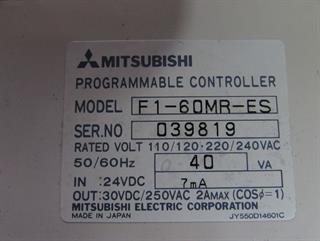 MITSUBISHI
PROGRAMMABLE CONTROLLER
MODEL F1-60MR-ES
SER.NO 039819
RATED VOLT 110/120-220/240VAC
50/60Hz 40 VA
IN :24VDC 7mA
OUT:30VDC/250VAC 2AMAX (COSφ=1)
MITSUBISHI ELECTRIC CORPORATION
MADE IN JAPAN JY550D14601C